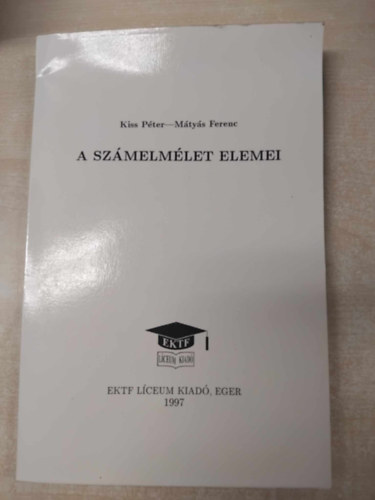 Kiss Péter—Mátyás Ferenc
A SZÁMELMÉLET ELEMEI
EKTF
LÍCEUM KIADÓ
EKTF LÍCEUM KIADÓ, EGER
1997